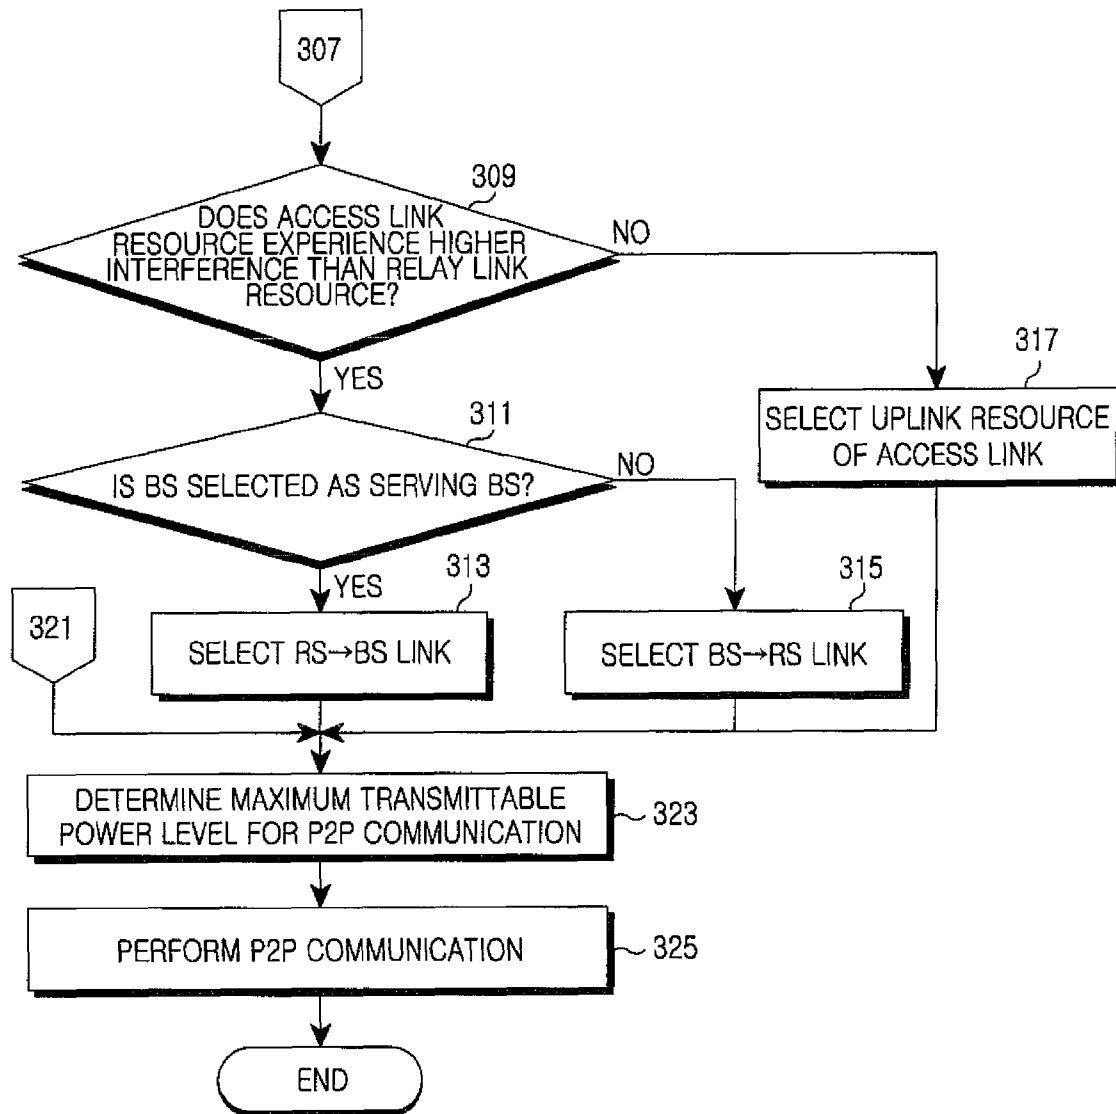 307
309
DOES ACCESS LINK
RESOURCE EXPERIENCE HIGHER
INTERFERENCE THAN RELAY LINK
RESOURCE?
NO
YES
317
SELECT UPLINK RESOURCE
OF ACCESS LINK
311
IS BS SELECTED AS SERVING BS?
NO
YES
313
SELECT RS→BS LINK
315
SELECT BS→RS LINK
321
DETERMINE MAXIMUM TRANSMITTABLE
POWER LEVEL FOR P2P COMMUNICATION
323
PERFORM P2P COMMUNICATION
325
END